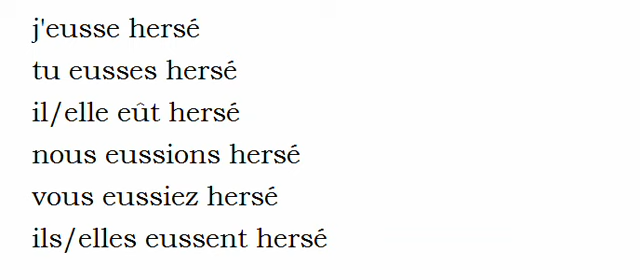 j'eusse hersé
tu eusses hersé
il/elle eût hersé
nous eussions hersé
vous eussiez hersé
ils/elles eussent hersé